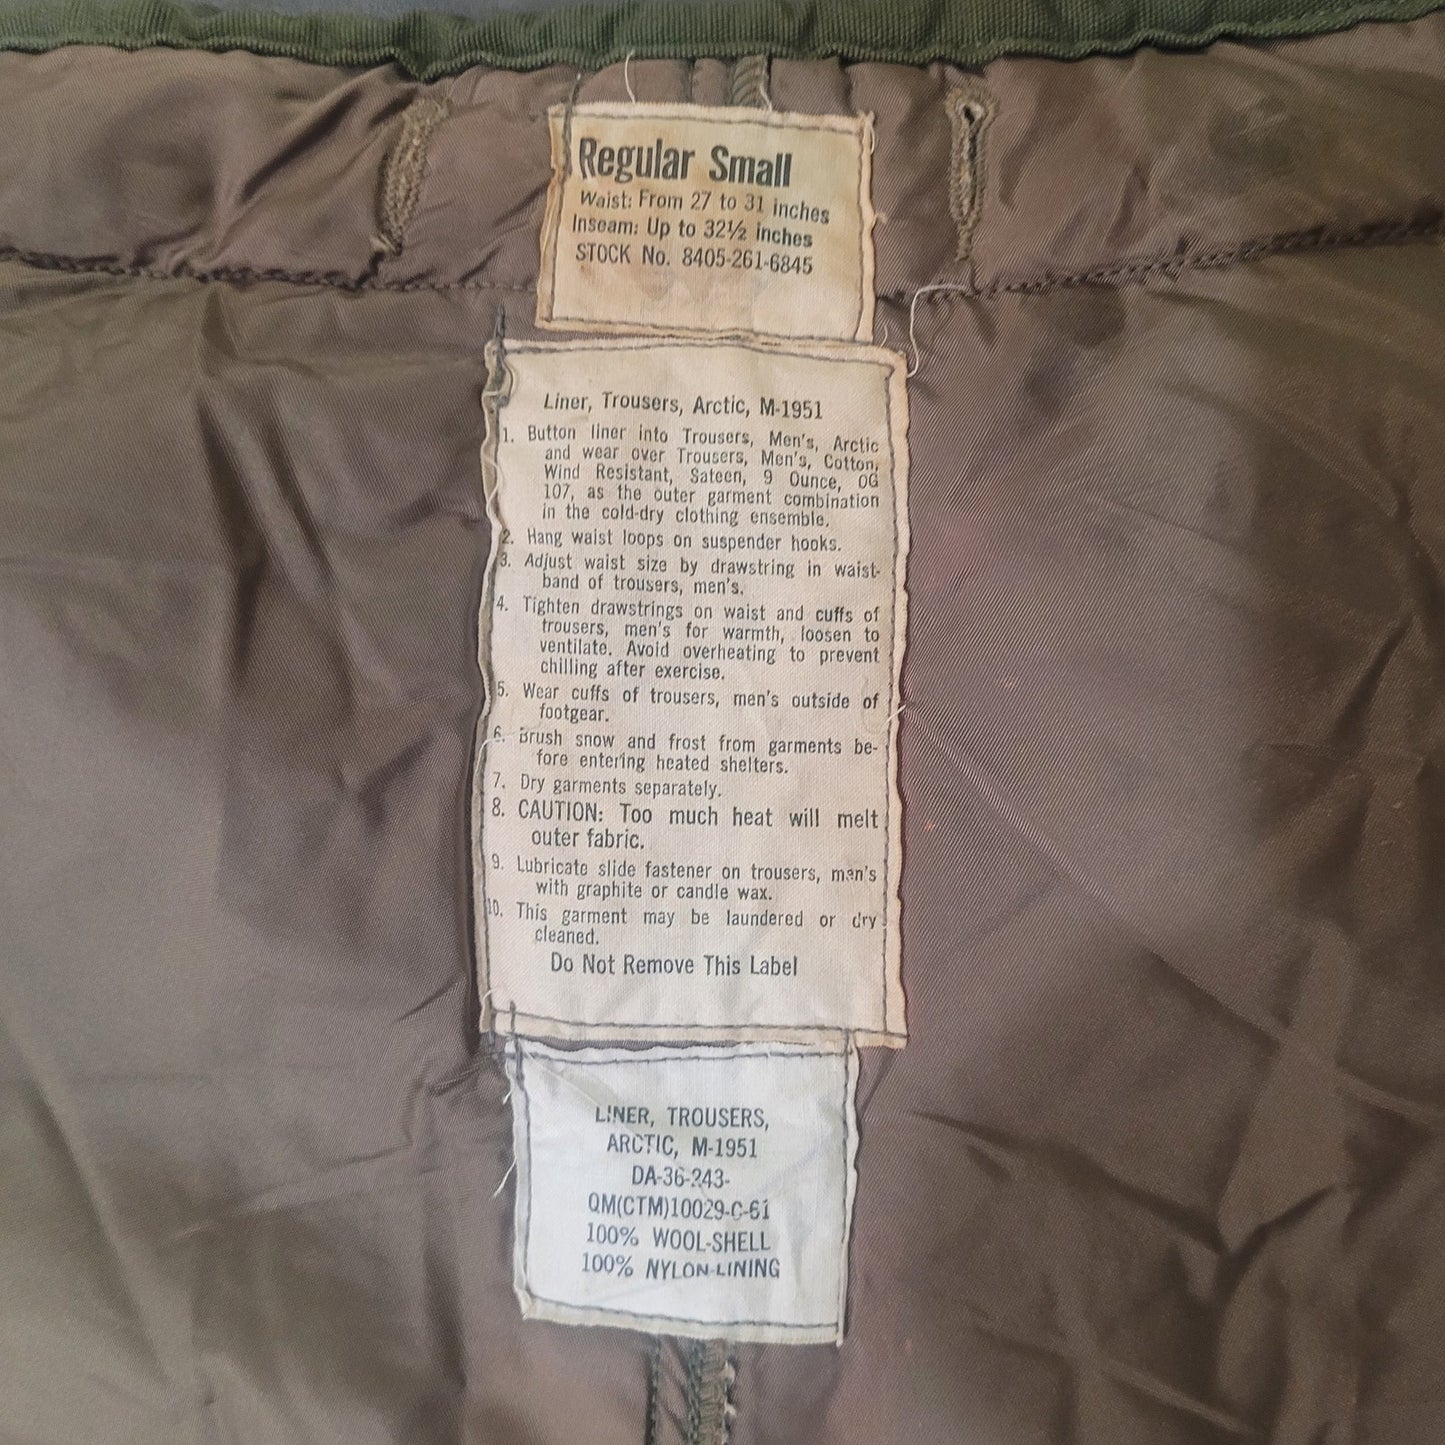 Regular Small
Waist: From 27 to 31 inches
Inseam: Up to 32½ inches
STOCK No. 8405-261-6845
Liner, Trousers, Arctic, M-1951
1. Button liner into Trousers, Men's, Arctic
and wear over Trousers, Men's, Cotton,
Wind Resistant, Sateen, 9 Ounce, OG
107, as the outer garment combination
in the cold-dry clothing ensemble.
2. Hang waist loops on suspender hooks.
3. Adjust waist size by drawstring in waist-
band of trousers, men's.
4. Tighten drawstrings on waist and cuffs of
trousers, men's for warmth, loosen to
ventilate. Avoid overheating to prevent
chilling after exercise.
5. Wear cuffs of trousers, men's outside of
footgear.
6. Brush snow and frost from garments be-
fore entering heated shelters.
7. Dry garments separately.
8. CAUTION: Too much heat will melt
outer fabric.
9. Lubricate slide fastener on trousers, men's
with graphite or candle wax.
10. This garment may be laundered or dry
cleaned.
Do Not Remove This Label
LINER, TROUSERS,
ARCTIC, M-1951
DA-36-243-
QM(CTM)10029-C-61
100% WOOL-SHELL
100% NYLON-LINING